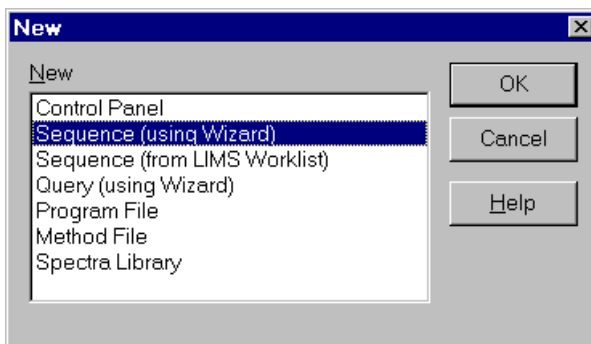 New
New
Control Panel
Sequence (using Wizard)
Sequence (from LIMS Worklist)
Query (using Wizard)
Program File
Method File
Spectra Library
OK
Cancel
Help